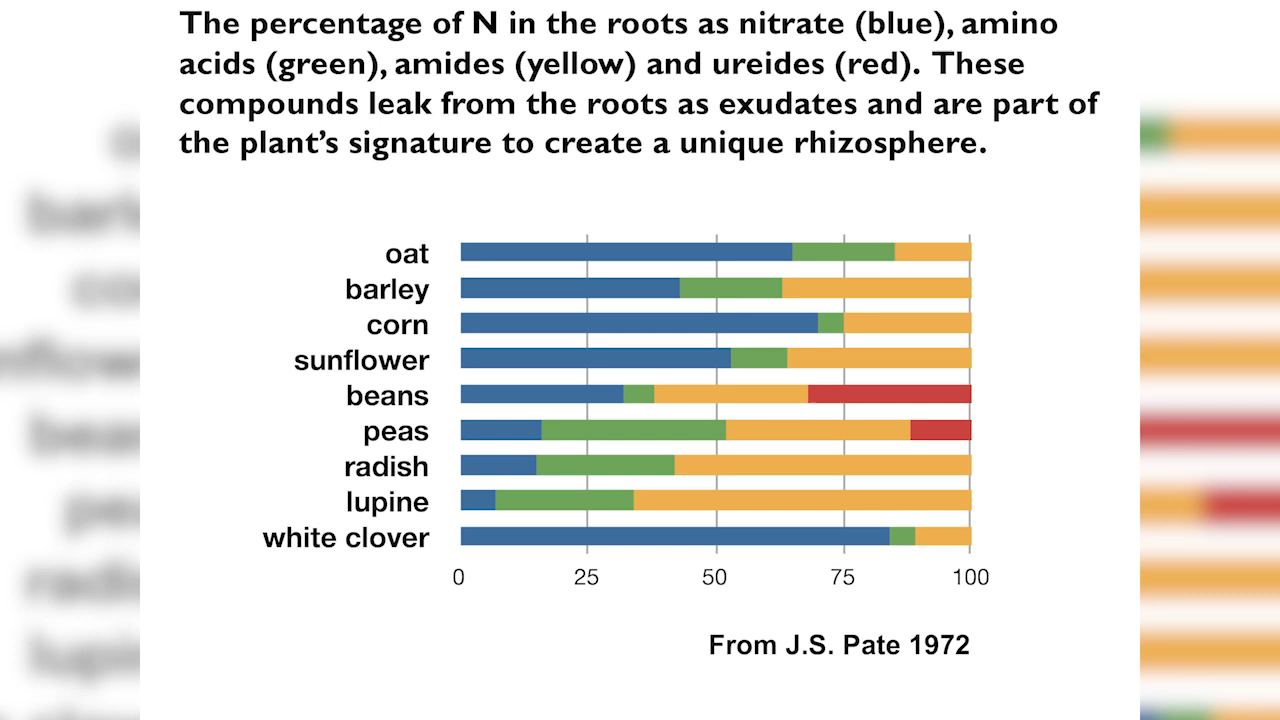 The percentage of N in the roots as nitrate (blue), amino
acids (green), amides (yellow) and ureides (red). These
compounds leak from the roots as exudates and are part of
the plant's signature to create a unique rhizosphere.
oat
barley
corn
sunflower
beans
peas
radish
lupine
white clover
0 25 50 75 100
From J.S. Pate 1972